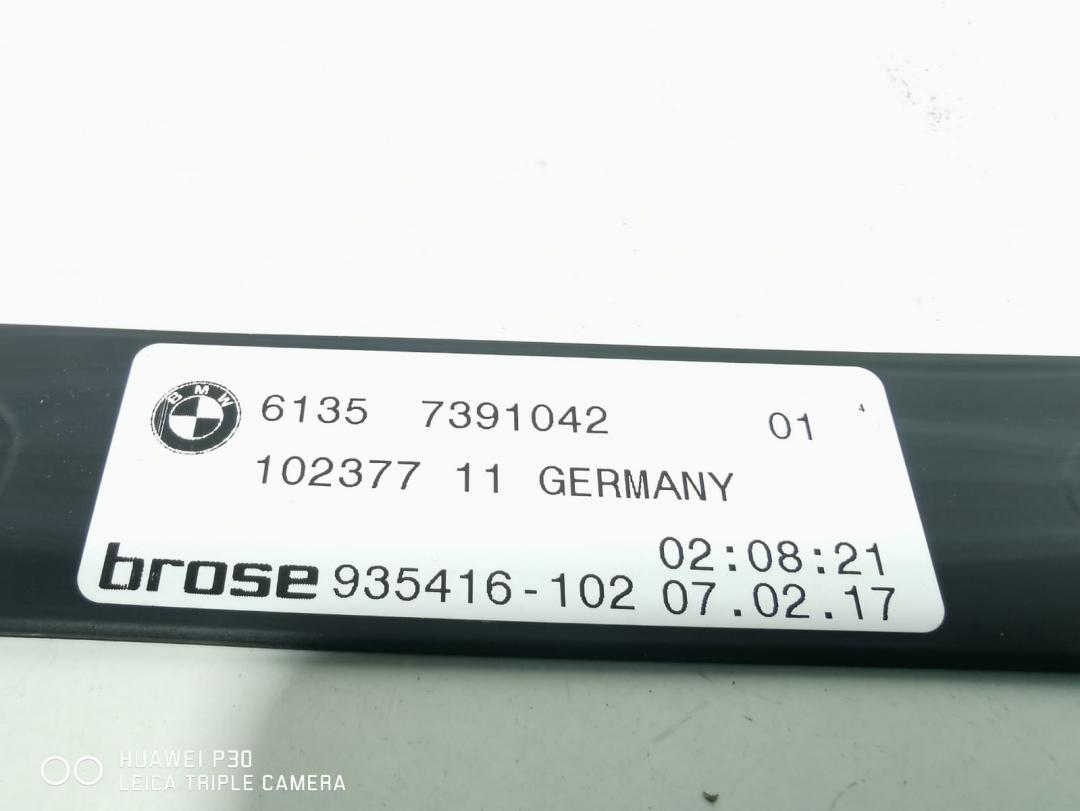 BMW
6135 7391042 01 4
102377 11 GERMANY
02:08:21
brose 935416-102 07.02.17
HUAWEI P30
LEICA TRIPLE CAMERA